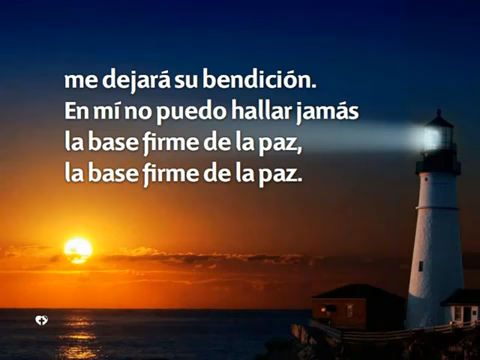 me dejará su bendición.
En mí no puedo hallar jamás
la base firme de la paz,
la base firme de la paz.